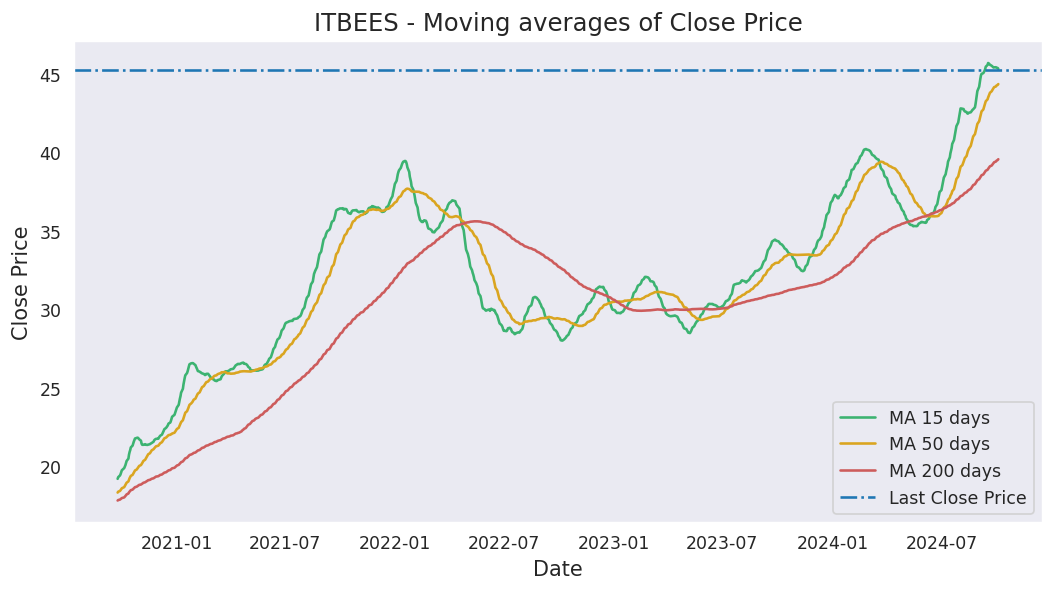 ITBEES - Moving averages of Close Price
Close Price
45
40
35
30
25
20
MA 15 days
MA 50 days
MA 200 days
Last Close Price
2021-01 2021-07 2022-01 2022-07 2023-01 2023-07 2024-01 2024-07
Date